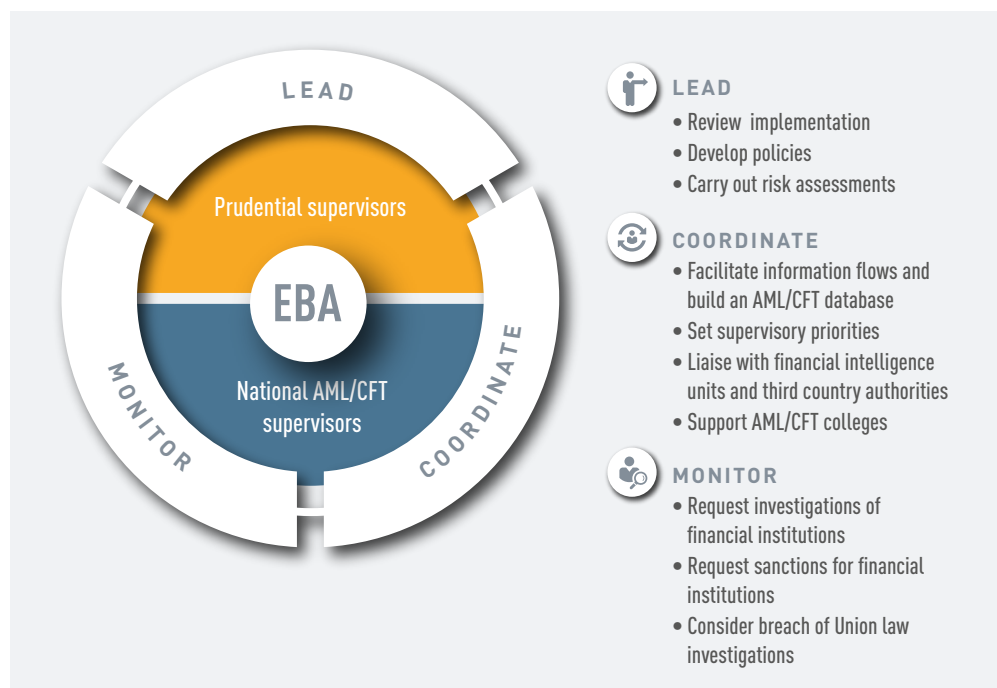 LEAD
Prudential supervisors
EBA
National AML/CFT
supervisors
MONITOR
COORDINATE
LEAD
• Review implementation
• Develop policies
• Carry out risk assessments
COORDINATE
• Facilitate information flows and
build an AML/CFT database
• Set supervisory priorities
• Liaise with financial intelligence
units and third country authorities
• Support AML/CFT colleges
MONITOR
• Request investigations of
financial institutions
• Request sanctions for financial
institutions
• Consider breach of Union law
investigations